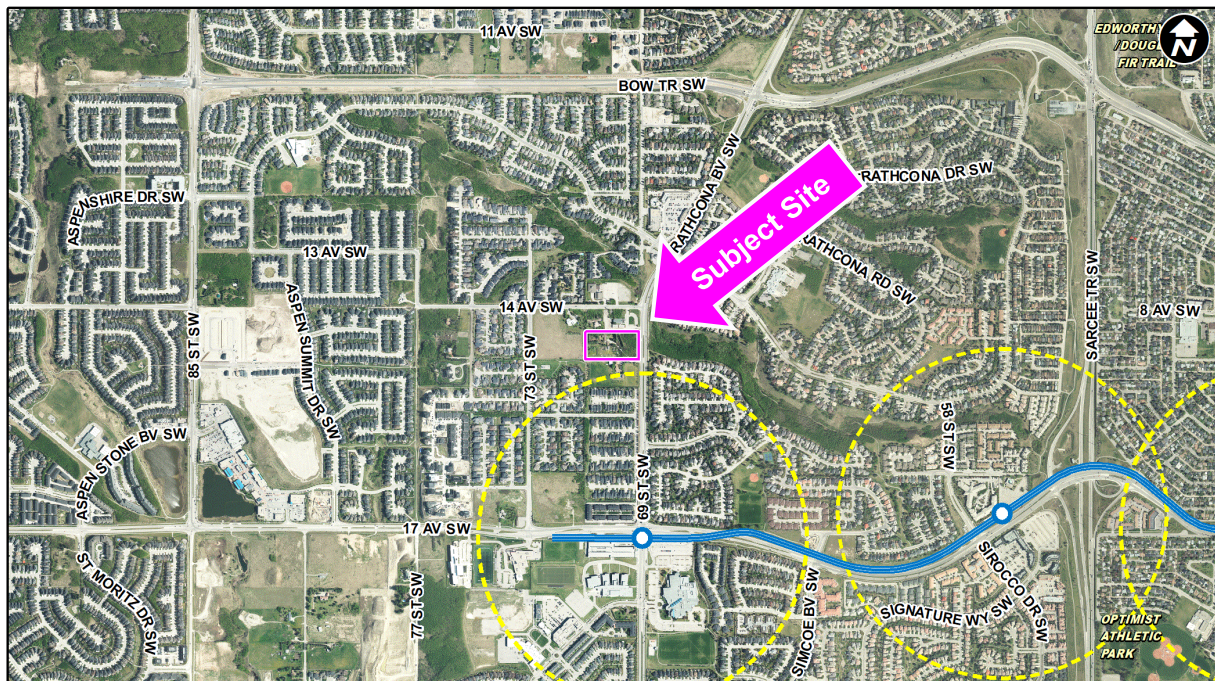 11 AV SW
EDWORTHY
/DOUG
FIR TRAIL
N
BOW TR SW
RATHCONA BV SW
RATHCONA DR SW
ASPENSHIRE DR SW
Subject Site
13 AV SW
RATHCONA RD SW
SARCEE TR SW
14 AV SW
8 AV SW
85 ST SW
ASPEN SUMMIT DR SW
73 ST SW
58 ST SW
ASPEN STONE BV SW
69 ST SW
17 AV SW
ST MORITZ DR SW
77 ST SW
SIMCOE BV SW
SIROCCO DR SW
SIGNATURE WY SW
OPTIMIST
ATHLETIC
PARK